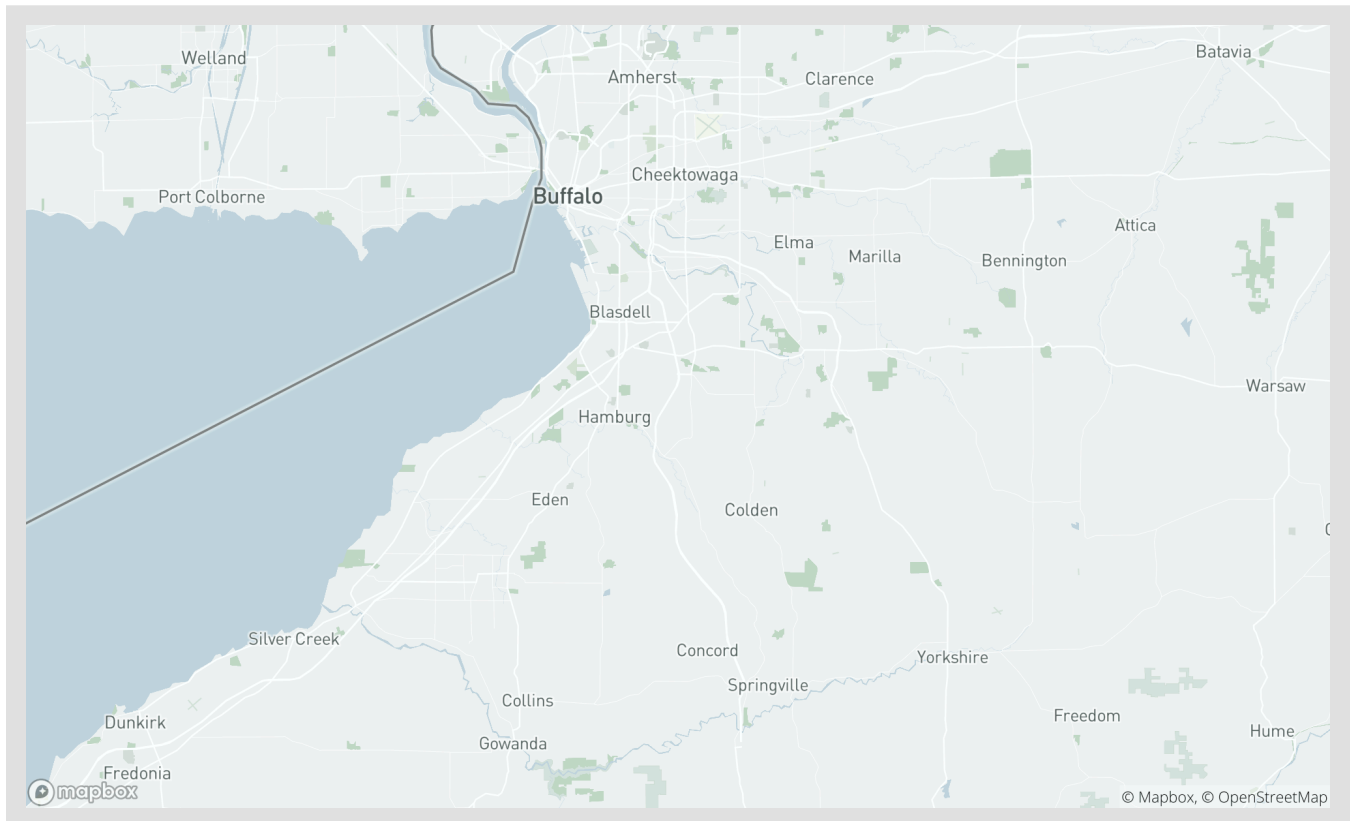 Welland
Amherst
Clarence
Batavia
Cheektowaga
Port Colborne
Buffalo
Attica
Elma
Marilla
Bennington
Blasdell
Warsaw
Hamburg
Eden
Colden
Silver Creek
Concord
Yorkshire
Springville
Collins
Freedom
Dunkirk
Hume
Gowanda
Fredonia
mapbox
© Mapbox, © OpenStreetMap